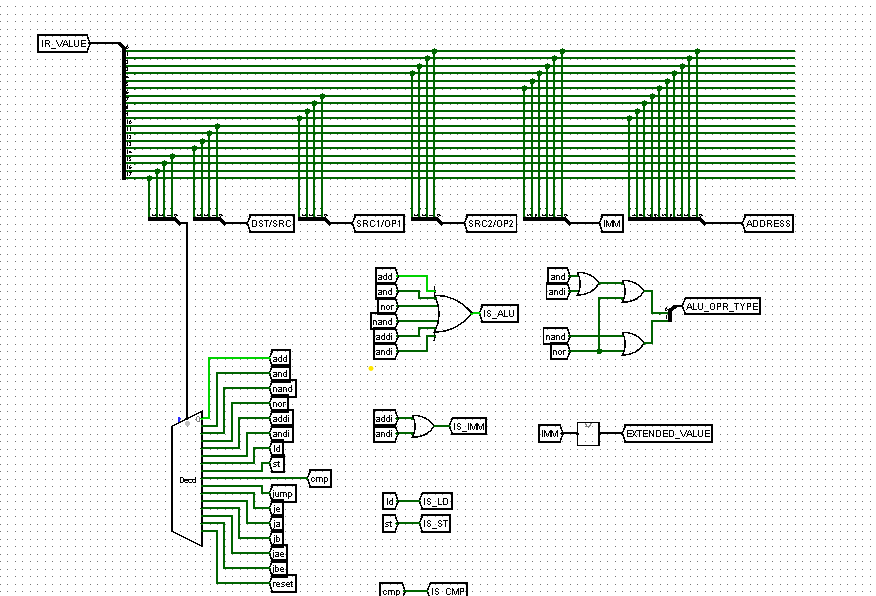 IR_VALUE
DST/SRC
SRC1/OP1
SRC2/OP2
IMM
ADDRESS
add
and
nor
nand
addi
andi
IS_ALU
and
andi
nand
nor
ALU_OPR_TYPE
add
and
nand
nor
addi
andi
ld
st
cmp
jump
je
ja
jb
jae
jbe
reset
Decd
0
addi
andi
IS_IMM
IMM
EXTENDED_VALUE
ld
IS_LD
st
IS_ST
cmp
IS_CMP